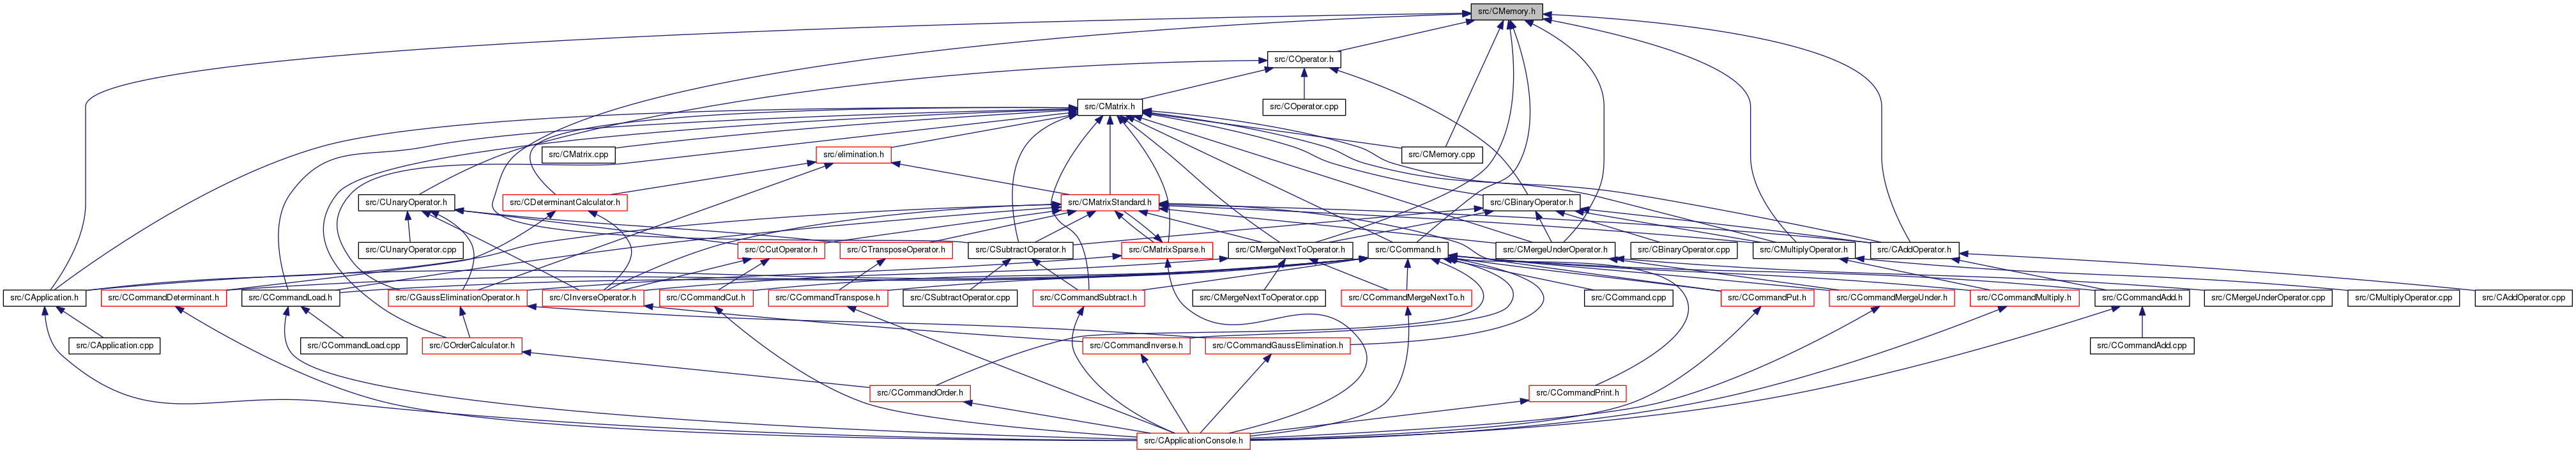 src/CMemory.h
src/COperator.h
src/CMatrix.h
src/COperator.cpp
src/CMatrix.cpp
src/elimination.h
src/CMemory.cpp
src/CUnaryOperator.h
src/CDeterminantCalculator.h
src/CMatrixStandard.h
src/CBinaryOperator.h
src/CUnaryOperator.cpp
src/CCutOperator.h
src/CTransposeOperator.h
src/CSubtractOperator.h
src/CMatrixSparse.h
src/CMergeNextToOperator.h
src/CCommand.h
src/CMergeUnderOperator.h
src/CBinaryOperator.cpp
src/CMultiplyOperator.h
src/CAddOperator.h
src/CApplication.h
src/CCommandDeterminant.h
src/CCommandLoad.h
src/CGaussEliminationOperator.h
src/CInverseOperator.h
src/CCommandCut.h
src/CCommandTranspose.h
src/CSubtractOperator.cpp
src/CCommandSubtract.h
src/CMergeNextToOperator.cpp
src/CCommandMergeNextTo.h
src/CCommand.cpp
src/CCommandPut.h
src/CCommandMergeUnder.h
src/CCommandMultiply.h
src/CCommandAdd.h
src/CMergeUnderOperator.cpp
src/CMultiplyOperator.cpp
src/CAddOperator.cpp
src/CApplication.cpp
src/CCommandLoad.cpp
src/COrderCalculator.h
src/CCommandInverse.h
src/CCommandGaussElimination.h
src/CCommandAdd.cpp
src/CCommandOrder.h
src/CCommandPrint.h
src/CApplicationConsole.h